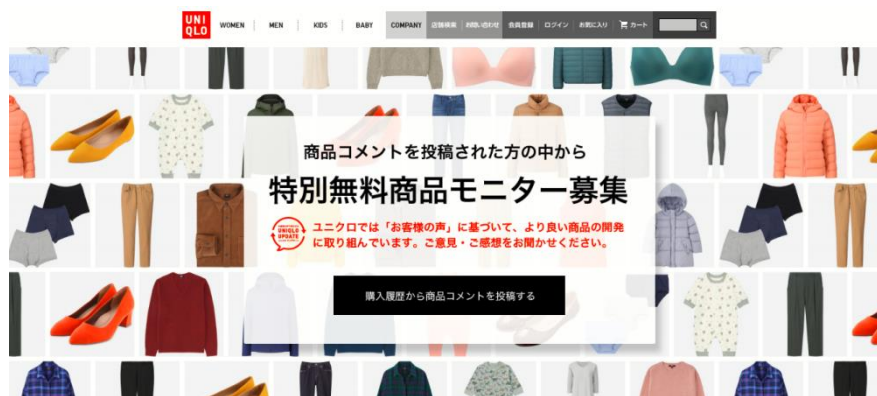 UNI
QLO
WOMEN
MEN
KIDS
BABY
COMPANY
店舗検索
お問い合わせ
会員登録
ログイン
お気に入り
カート
商品コメントを投稿された方の中から
特別無料商品モニター募集
UNIQLO
UPDATE
ユニクロでは「お客様の声」に基づいて、より良い商品の開発
に取り組んでいます。ご意見・ご感想をお聞かせください。
購入履歴から商品コメントを投稿する